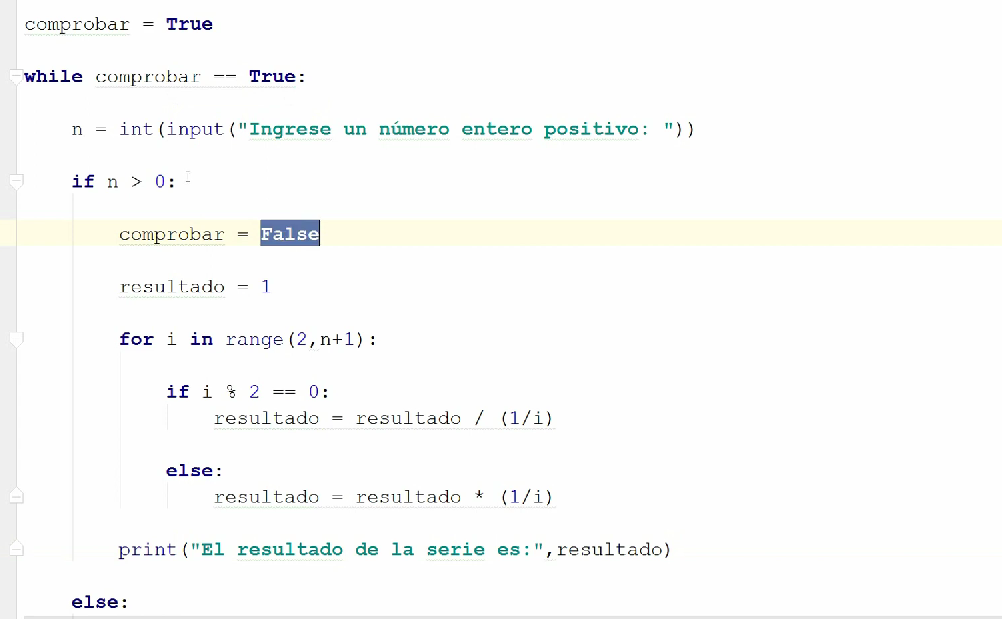 comprobar = True
while comprobar == True:
n = int(input("Ingrese un número entero positivo: "))
if n > 0:
comprobar = False
resultado = 1
for i in range(2,n+1):
if i % 2 == 0:
resultado = resultado / (1/i)
else:
resultado = resultado * (1/i)
print("El resultado de la serie es:",resultado)
else: